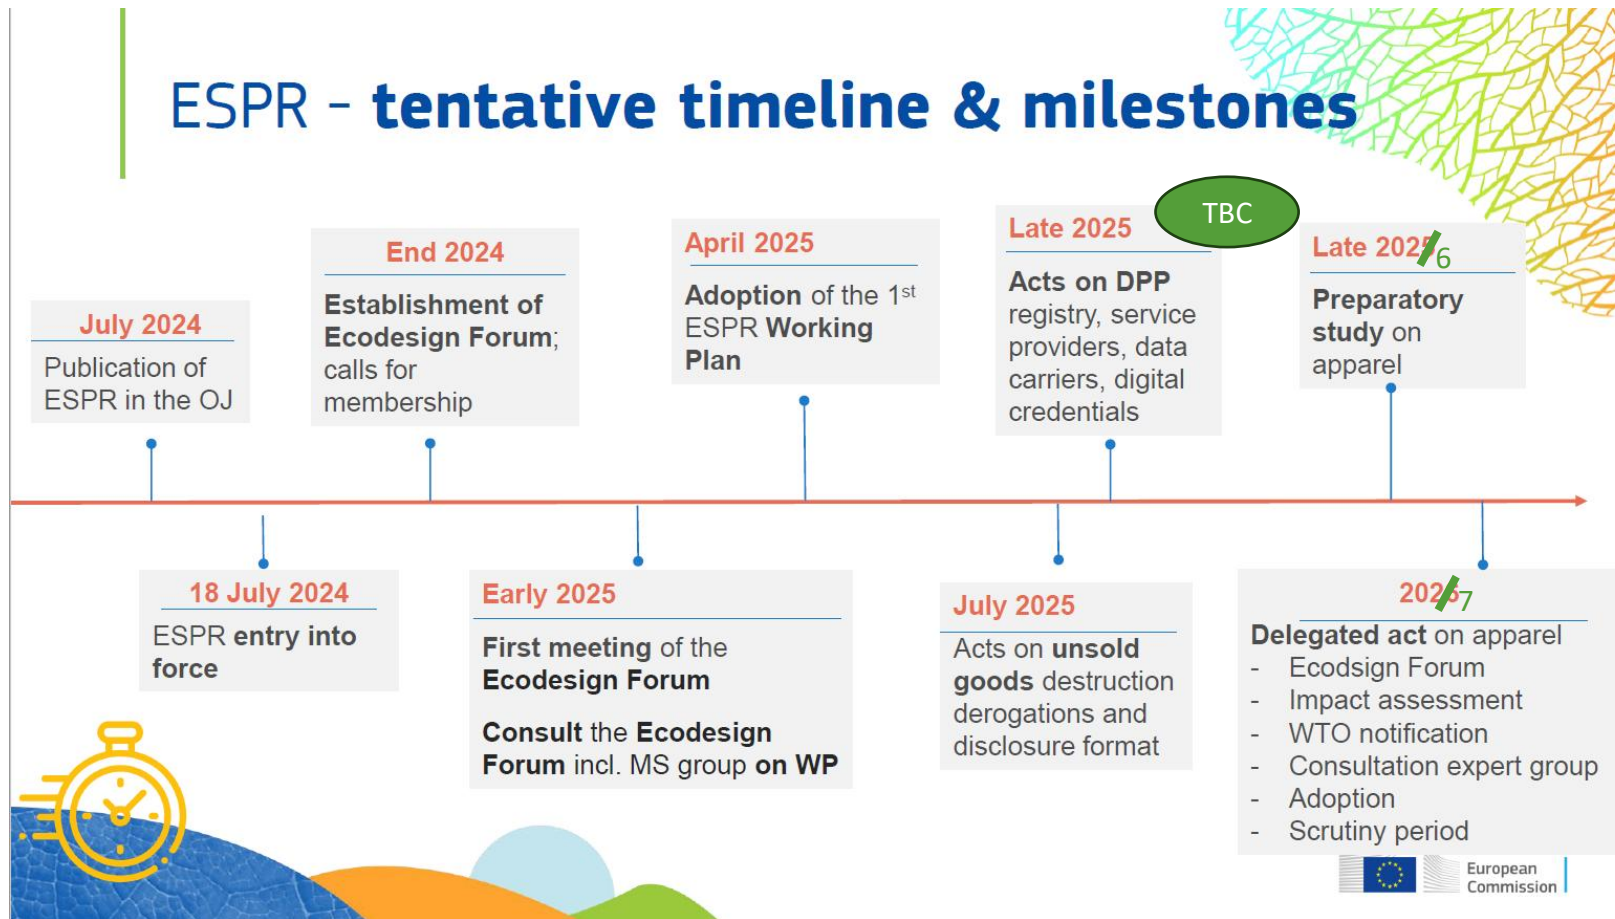 ESPR - tentative timeline & milestones
July 2024
Publication of
ESPR in the OJ
End 2024
Establishment of
Ecodesign Forum;
calls for
membership
April 2025
Adoption of the 1st
ESPR Working
Plan
Late 2025
TBC
Acts on DPP
registry, service
providers, data
carriers, digital
credentials
Late 2025 6
Preparatory
study on
apparel
18 July 2024
ESPR entry into
force
Early 2025
First meeting of the
Ecodesign Forum
Consult the Ecodesign
Forum incl. MS group on WP
July 2025
Acts on unsold
goods destruction
derogations and
disclosure format
2026 7
Delegated act on apparel
- Ecodsign Forum
- Impact assessment
- WTO notification
- Consultation expert group
- Adoption
- Scrutiny period
European
Commission